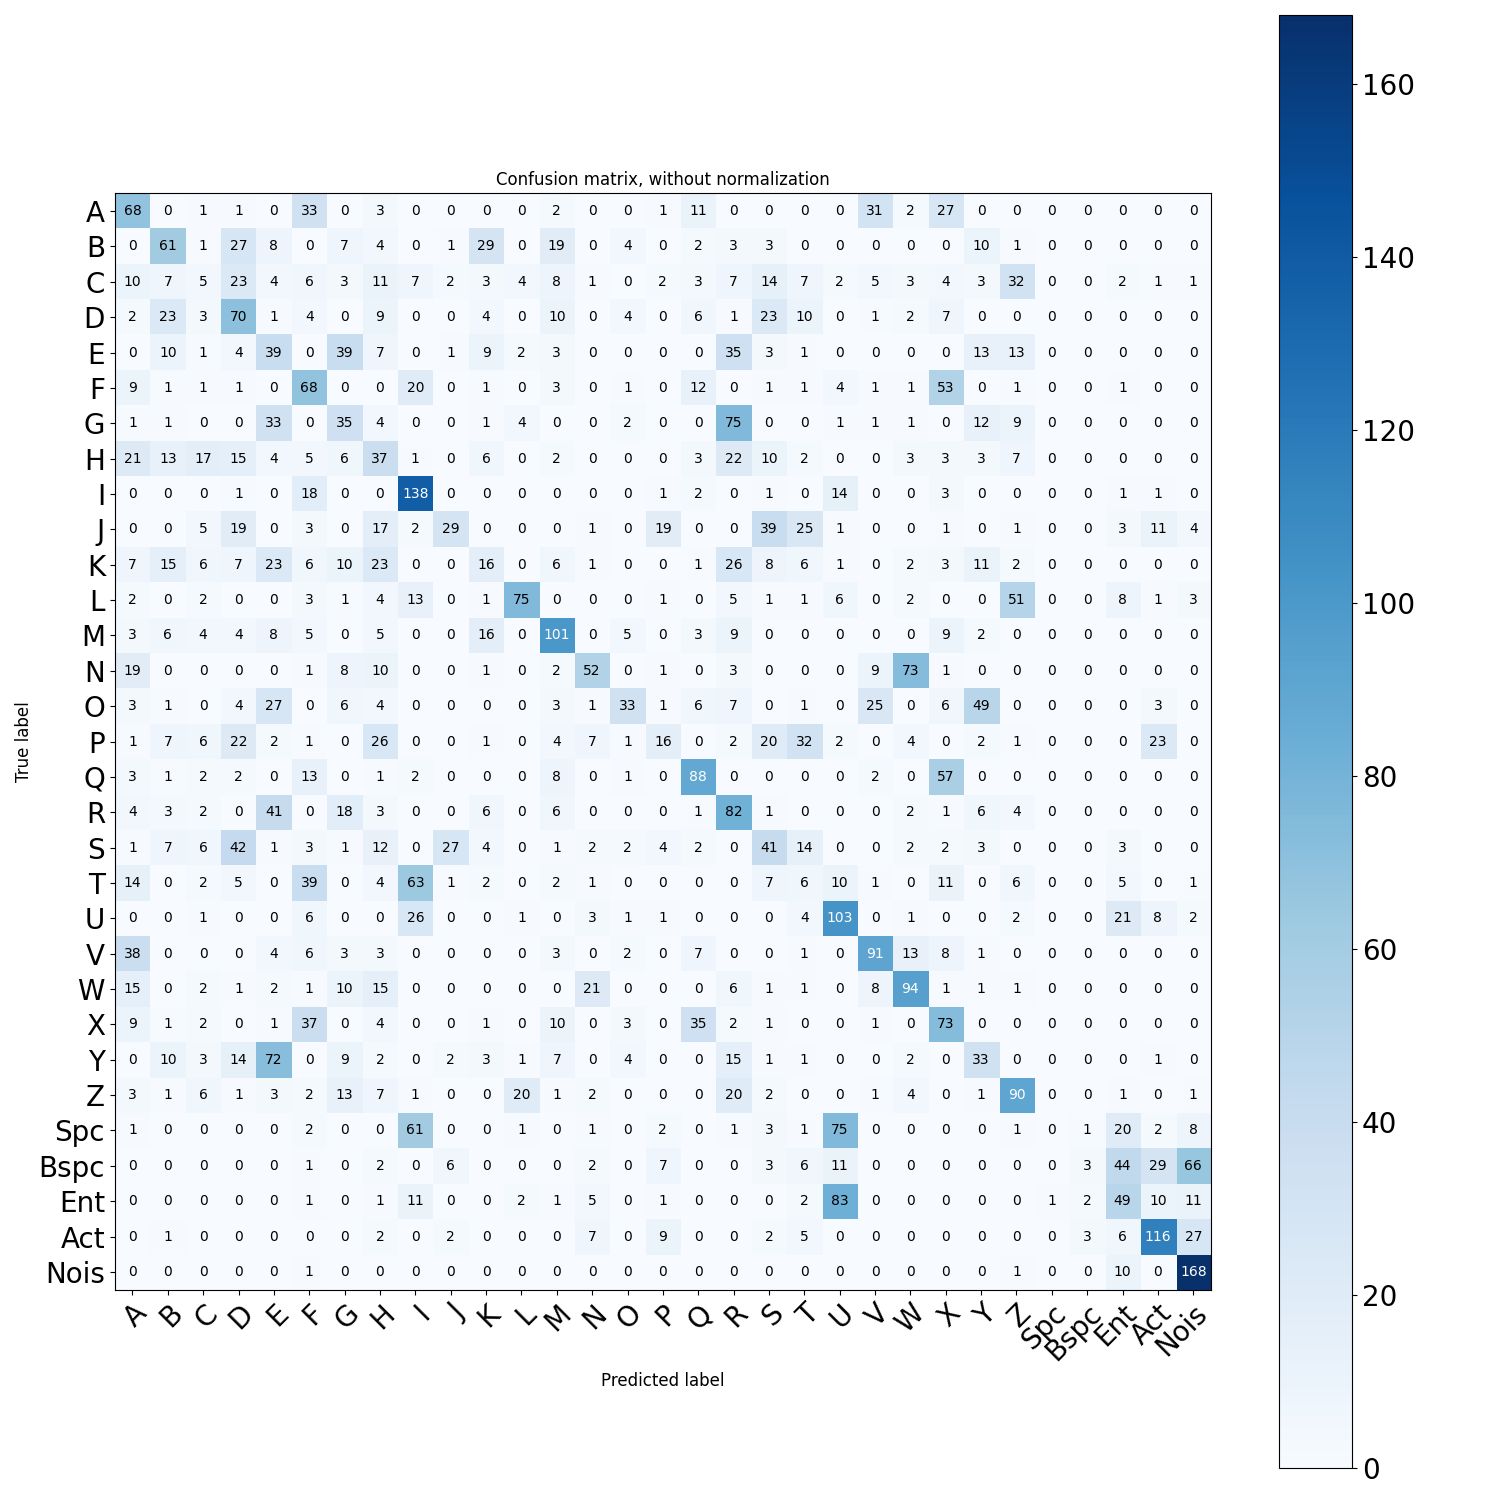 Confusion matrix, without normalization
A 68 0 1 1 0 33 0 3 0 0 0 0 2 0 0 1 11 0 0 0 0 31 2 27 0 0 0 0 0 0 0
B 0 61 1 27 8 0 7 4 0 1 29 0 19 0 4 0 2 3 3 0 0 0 0 0 10 1 0 0 0 0 0
C 10 7 5 23 4 6 3 11 7 2 3 4 8 1 0 2 3 7 14 7 2 5 3 4 3 32 0 0 2 1 1
D 2 23 3 70 1 4 0 9 0 0 4 0 10 0 4 0 6 1 23 10 0 1 2 7 0 0 0 0 0 0 0
E 0 10 1 4 39 0 39 7 0 1 9 2 3 0 0 0 0 35 3 1 0 0 0 0 13 13 0 0 0 0 0
F 9 1 1 1 0 68 0 0 20 0 1 0 3 0 1 0 12 0 1 1 4 1 1 53 0 1 0 0 1 0 0
G 1 1 0 0 33 0 35 4 0 0 1 4 0 0 2 0 0 75 0 0 1 1 1 0 12 9 0 0 0 0 0
H 21 13 17 15 4 5 6 37 1 0 6 0 2 0 0 0 3 22 10 2 0 0 3 3 3 7 0 0 0 0 0
I 0 0 0 1 0 18 0 0 138 0 0 0 0 0 0 1 2 0 1 0 14 0 0 3 0 0 0 0 1 1 0
J 0 0 5 19 0 3 0 17 2 29 0 0 0 1 0 19 0 0 39 25 1 0 0 1 0 1 0 0 3 11 4
K 7 15 6 7 23 6 10 23 0 0 16 0 6 1 0 0 1 26 8 6 1 0 2 3 11 2 0 0 0 0 0
L 2 0 2 0 0 3 1 4 13 0 1 75 0 0 0 1 0 5 1 1 6 0 2 0 0 51 0 0 8 1 3
M 3 6 4 4 8 5 0 5 0 0 16 0 101 0 5 0 3 9 0 0 0 0 0 9 2 0 0 0 0 0 0
N 19 0 0 0 0 1 8 10 0 0 1 0 2 52 0 1 0 3 0 0 0 9 73 1 0 0 0 0 0 0 0
O 3 1 0 4 27 0 6 4 0 0 0 0 3 1 33 1 6 7 0 1 0 25 0 6 49 0 0 0 0 3 0
P 1 7 6 22 2 1 0 26 0 0 1 0 4 7 1 16 0 2 20 32 2 0 4 0 2 1 0 0 0 23 0
Q 3 1 2 2 0 13 0 1 2 0 0 0 8 0 1 0 88 0 0 0 0 2 0 57 0 0 0 0 0 0 0
R 4 3 2 0 41 0 18 3 0 0 6 0 6 0 0 0 1 82 1 0 0 0 2 1 6 4 0 0 0 0 0
S 1 7 6 42 1 3 1 12 0 27 4 0 1 2 2 4 2 0 41 14 0 0 2 2 3 0 0 0 3 0 0
T 14 0 2 5 0 39 0 4 63 1 2 0 2 1 0 0 0 0 7 6 10 1 0 11 0 6 0 0 5 0 1
U 0 0 1 0 0 6 0 0 26 0 0 1 0 3 1 1 0 0 0 4 103 0 1 0 0 2 0 0 21 8 2
V 38 0 0 0 4 6 3 3 0 0 0 0 3 0 2 0 7 0 0 1 0 91 13 8 1 0 0 0 0 0 0
W 15 0 2 1 2 1 10 15 0 0 0 0 0 21 0 0 0 6 1 1 0 8 94 1 1 1 0 0 0 0 0
X 9 1 2 0 1 37 0 4 0 0 1 0 10 0 3 0 35 2 1 0 0 1 0 73 0 0 0 0 0 0 0
Y 0 10 3 14 72 0 9 2 0 2 3 1 7 0 4 0 0 15 1 1 0 0 2 0 33 0 0 0 0 1 0
Z 3 1 6 1 3 2 13 7 1 0 0 20 1 2 0 0 0 20 2 0 0 1 4 0 1 90 0 0 1 0 1
Spc 1 0 0 0 0 2 0 0 61 0 0 1 0 1 0 2 0 1 3 1 75 0 0 0 0 1 0 1 20 2 8
Bspc 0 0 0 0 0 1 0 2 0 6 0 0 0 2 0 7 0 0 3 6 11 0 0 0 0 0 0 3 44 29 66
Ent 0 0 0 0 0 1 0 1 11 0 0 2 1 5 0 1 0 0 0 2 83 0 0 0 0 0 1 2 49 10 11
Act 0 1 0 0 0 0 0 2 0 2 0 0 0 7 0 9 0 0 2 5 0 0 0 0 0 0 0 3 6 116 27
Nois 0 0 0 0 0 1 0 0 0 0 0 0 0 0 0 0 0 0 0 0 0 0 0 0 0 1 0 0 10 0 168
A B C D E F G H I J K L M N O P Q R S T U V W X Y Z Spc Bspc Ent Act Nois
Predicted label
True label
160
140
120
100
80
60
40
20
0